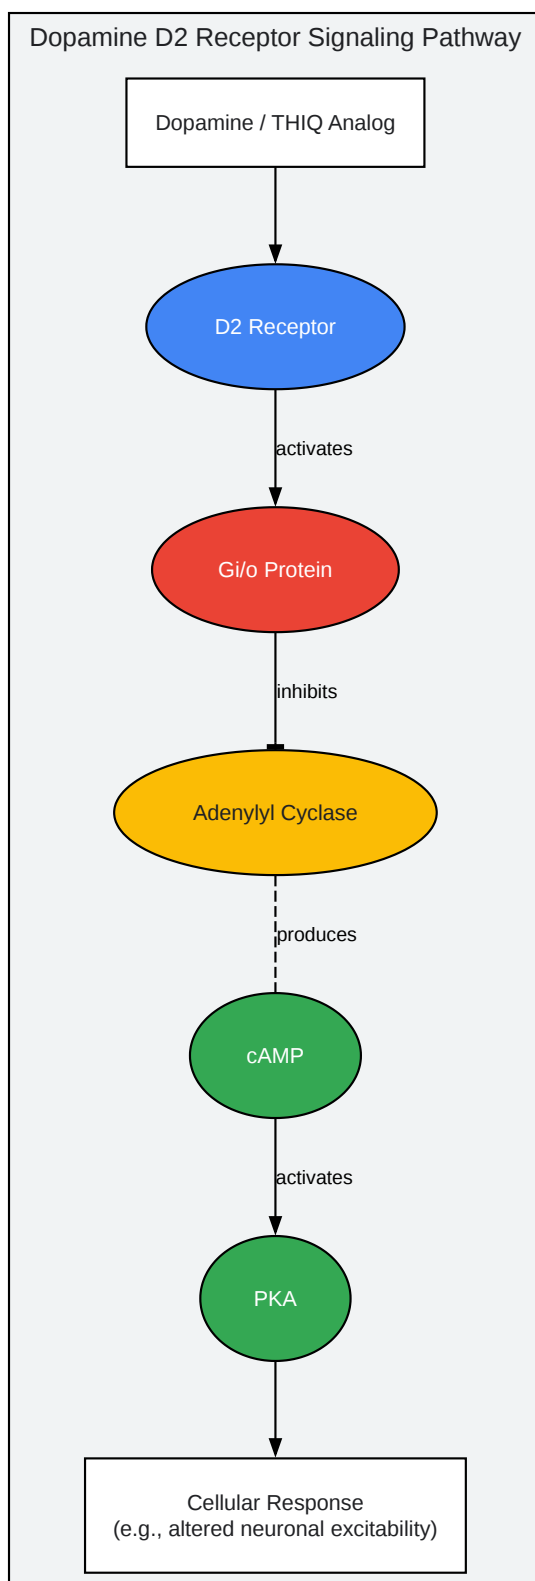 Dopamine D2 Receptor Signaling Pathway
Dopamine / THIQ Analog
D2 Receptor
activates
Gi/o Protein
inhibits
Adenylyl Cyclase
produces
cAMP
activates
PKA
Cellular Response
(e.g., altered neuronal excitability)